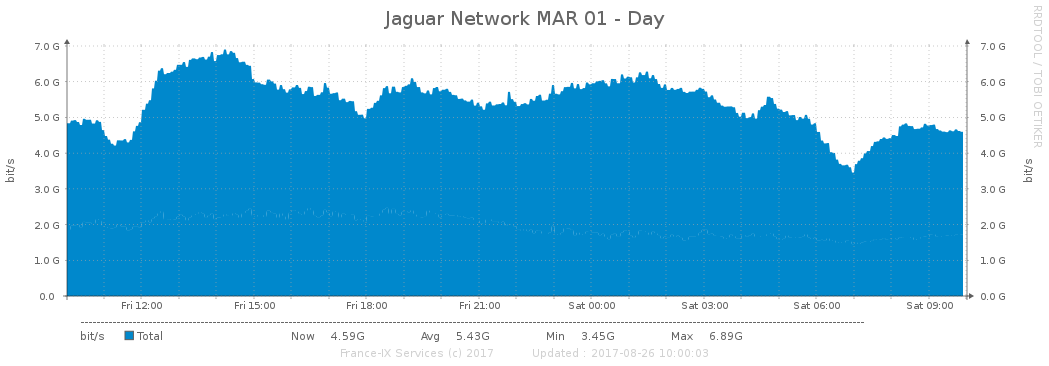 Jaguar Network MAR 01 - Day
RRDTOOL / TOBI OETIKER
7.0 G 7.0 G
6.0 G 6.0 G
5.0 G 5.0 G
4.0 G 4.0 G
3.0 G 3.0 G
2.0 G 2.0 G
1.0 G 1.0 G
0.0 0.0 G
bit/s
bit/s
Fri 12:00 Fri 15:00 Fri 18:00 Fri 21:00 Sat 00:00 Sat 03:00 Sat 06:00 Sat 09:00
bit/s Total Now 4.59G Avg 5.43G Min 3.45G Max 6.89G
France-IX Services (c) 2017 Updated : 2017-08-26 10:00:03